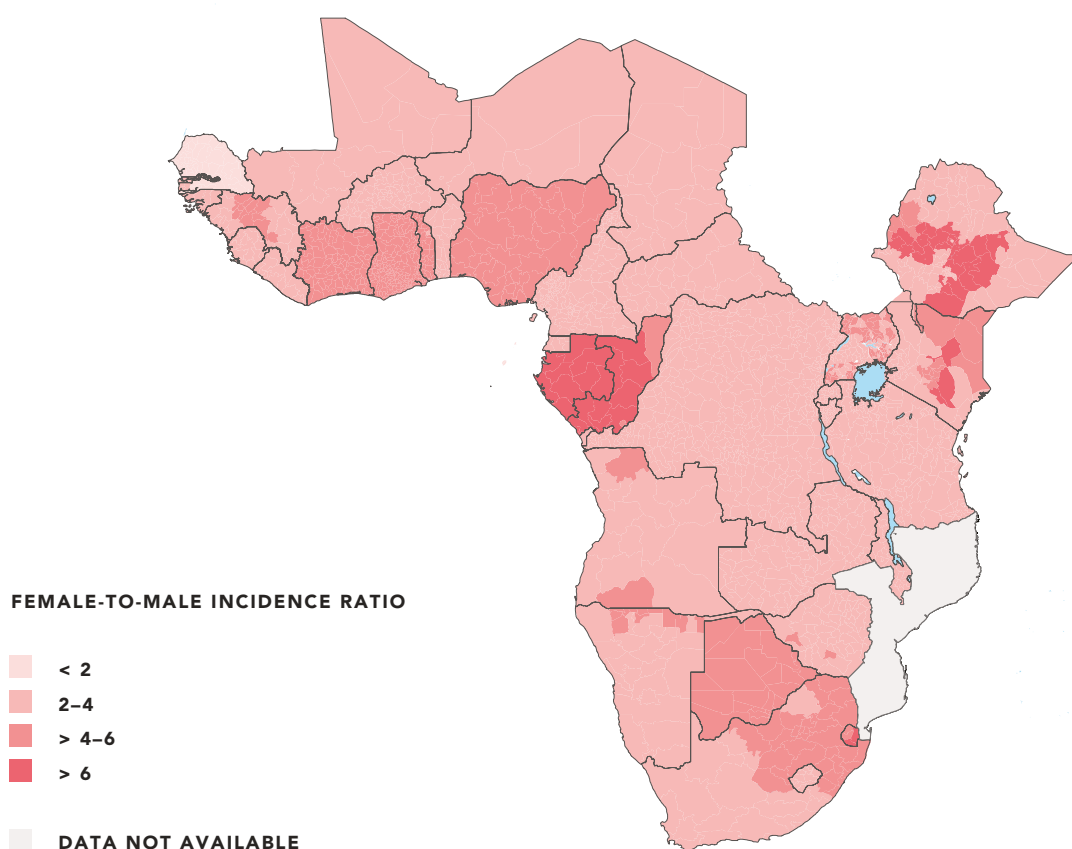 FEMALE-TO-MALE INCIDENCE RATIO
< 2
2–4
> 4–6
> 6
DATA NOT AVAILABLE